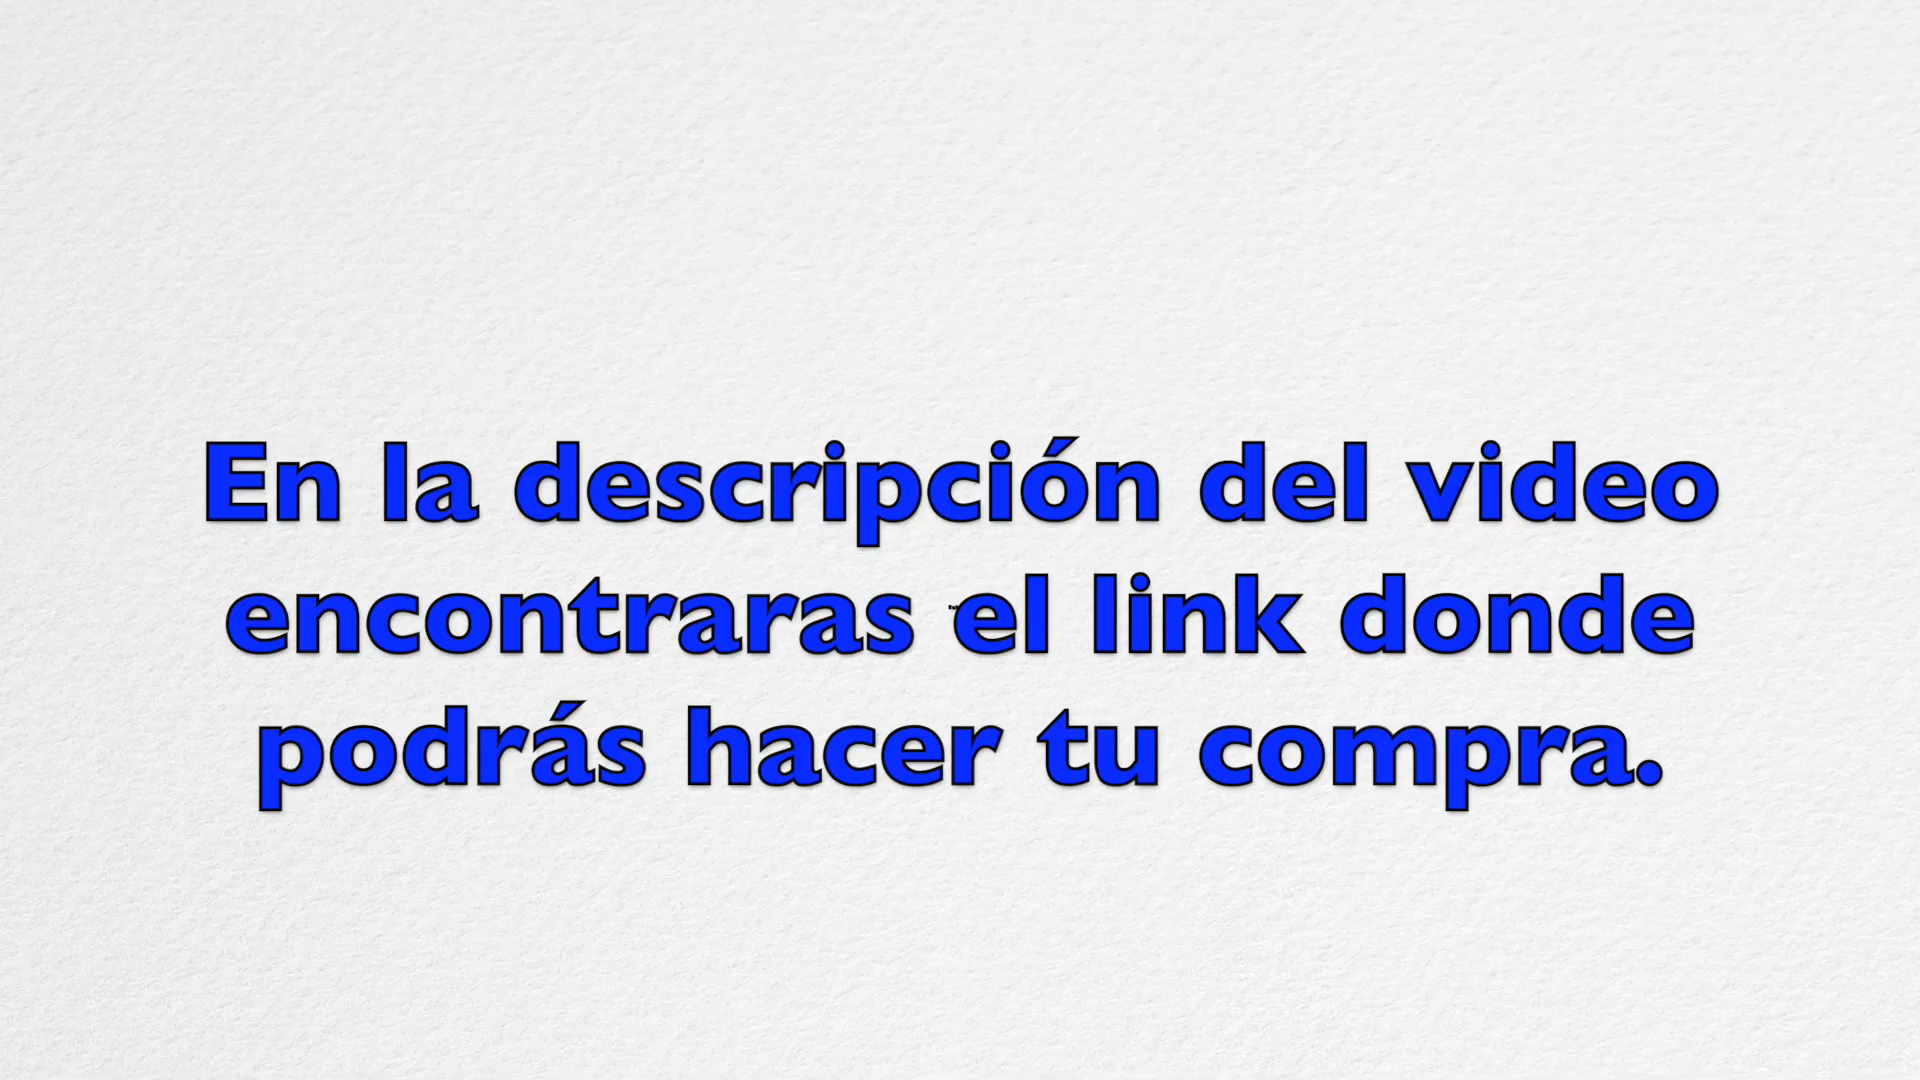 En la descripción del video
encontraras el link donde
podrás hacer tu compra.